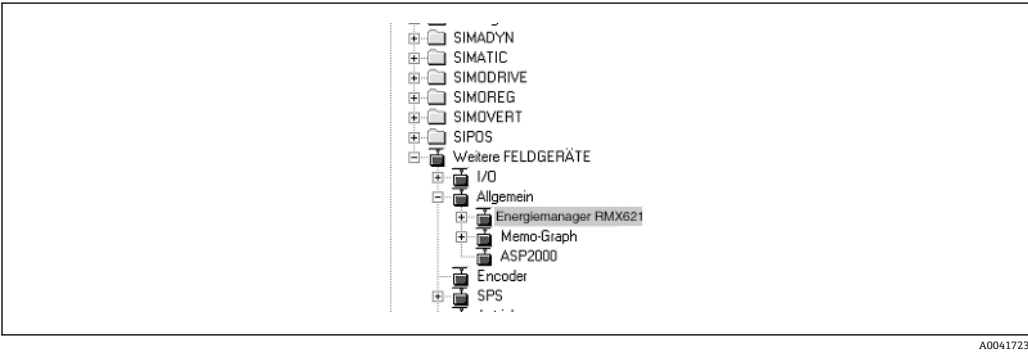 SIMADYN
SIMATIC
SIMODRIVE
SIMOREG
SIMOVERT
SIPOS
Weitere FELDGERÄTE
I/O
Allgemein
Energiemanager RMX621
Memo-Graph
ASP2000
Encoder
SPS
A0041723